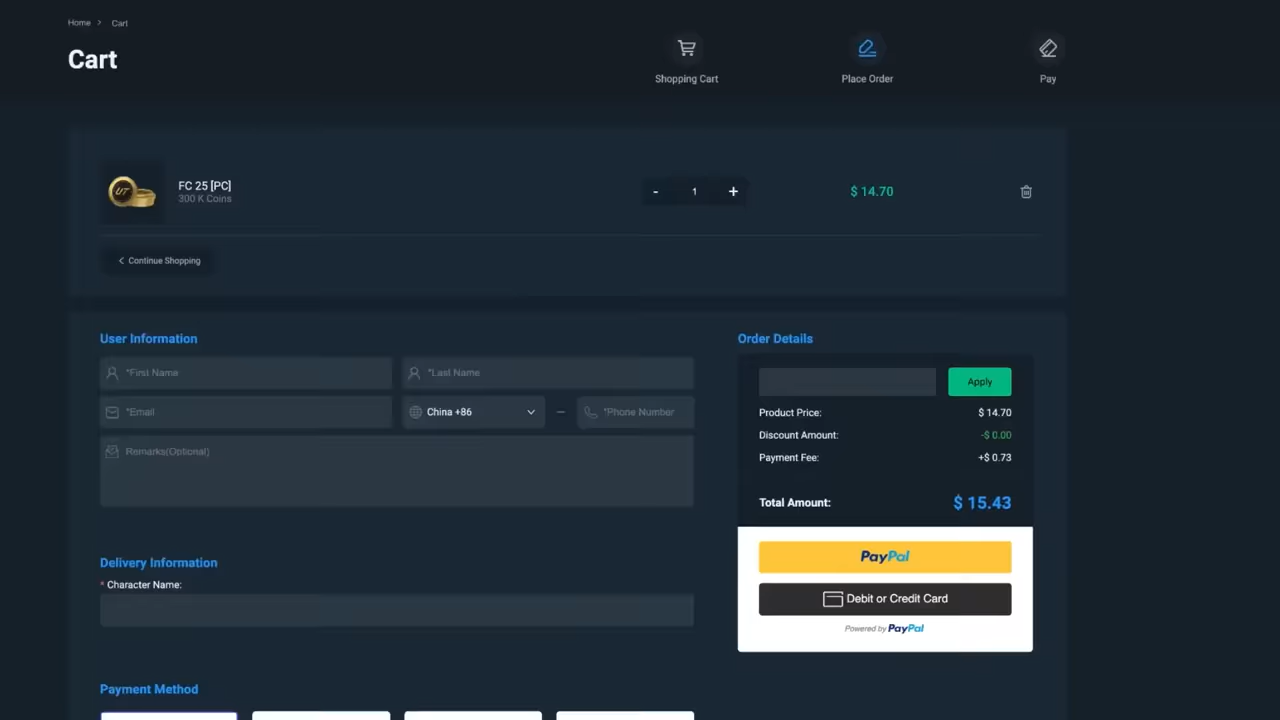 Home > Cart
Cart
Shopping Cart
Place Order
Pay
UT
FC 25 [PC]
300 K Coins
- 1 +
$ 14.70
< Continue Shopping
User Information
*First Name
*Last Name
*Email
China +86
*Phone Number
Remarks(Optional)
Delivery Information
* Character Name:
Payment Method
Order Details
Apply
Product Price: $ 14.70
Discount Amount: -$ 0.00
Payment Fee: +$ 0.73
Total Amount: $ 15.43
PayPal
Debit or Credit Card
Powered by PayPal